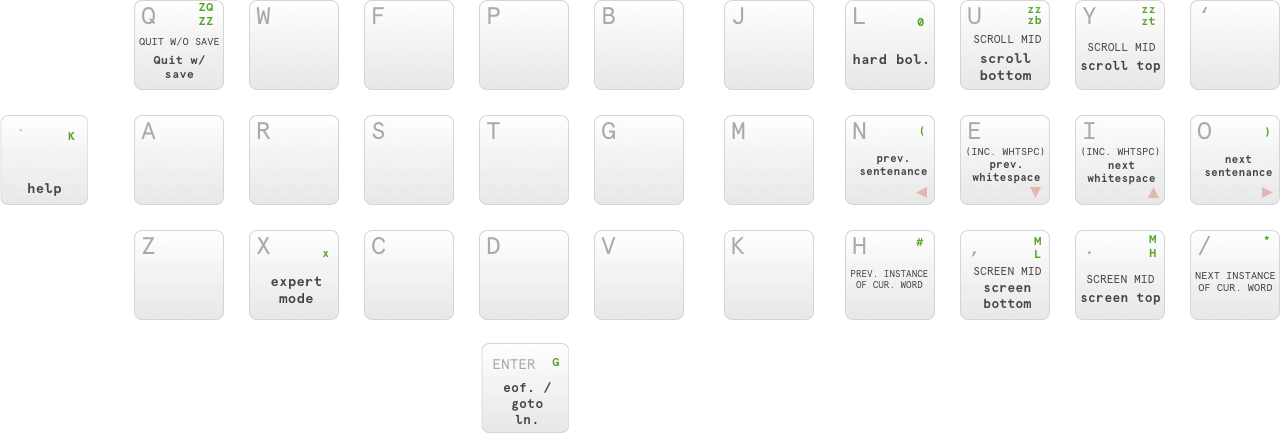 Q ZQ
ZZ
QUIT W/O SAVE
Quit w/
save
W
F
P
B
J
L 0
hard bol.
U zz
zb
SCROLL MID
scroll
bottom
Y zz
zt
SCROLL MID
scroll top
‘
` K
help
A
R
S
T
G
M
N (
prev.
sentenance
E
(INC. WHTSPC)
prev.
whitespace
I
(INC. WHTSPC)
next
whitespace
O )
next
sentenance
Z
X x
expert
mode
C
D
V
K
H #
PREV. INSTANCE
OF CUR. WORD
, M
L
SCREEN MID
screen
bottom
. M
H
SCREEN MID
screen top
/ *
NEXT INSTANCE
OF CUR. WORD
ENTER G
eof. /
goto
ln.